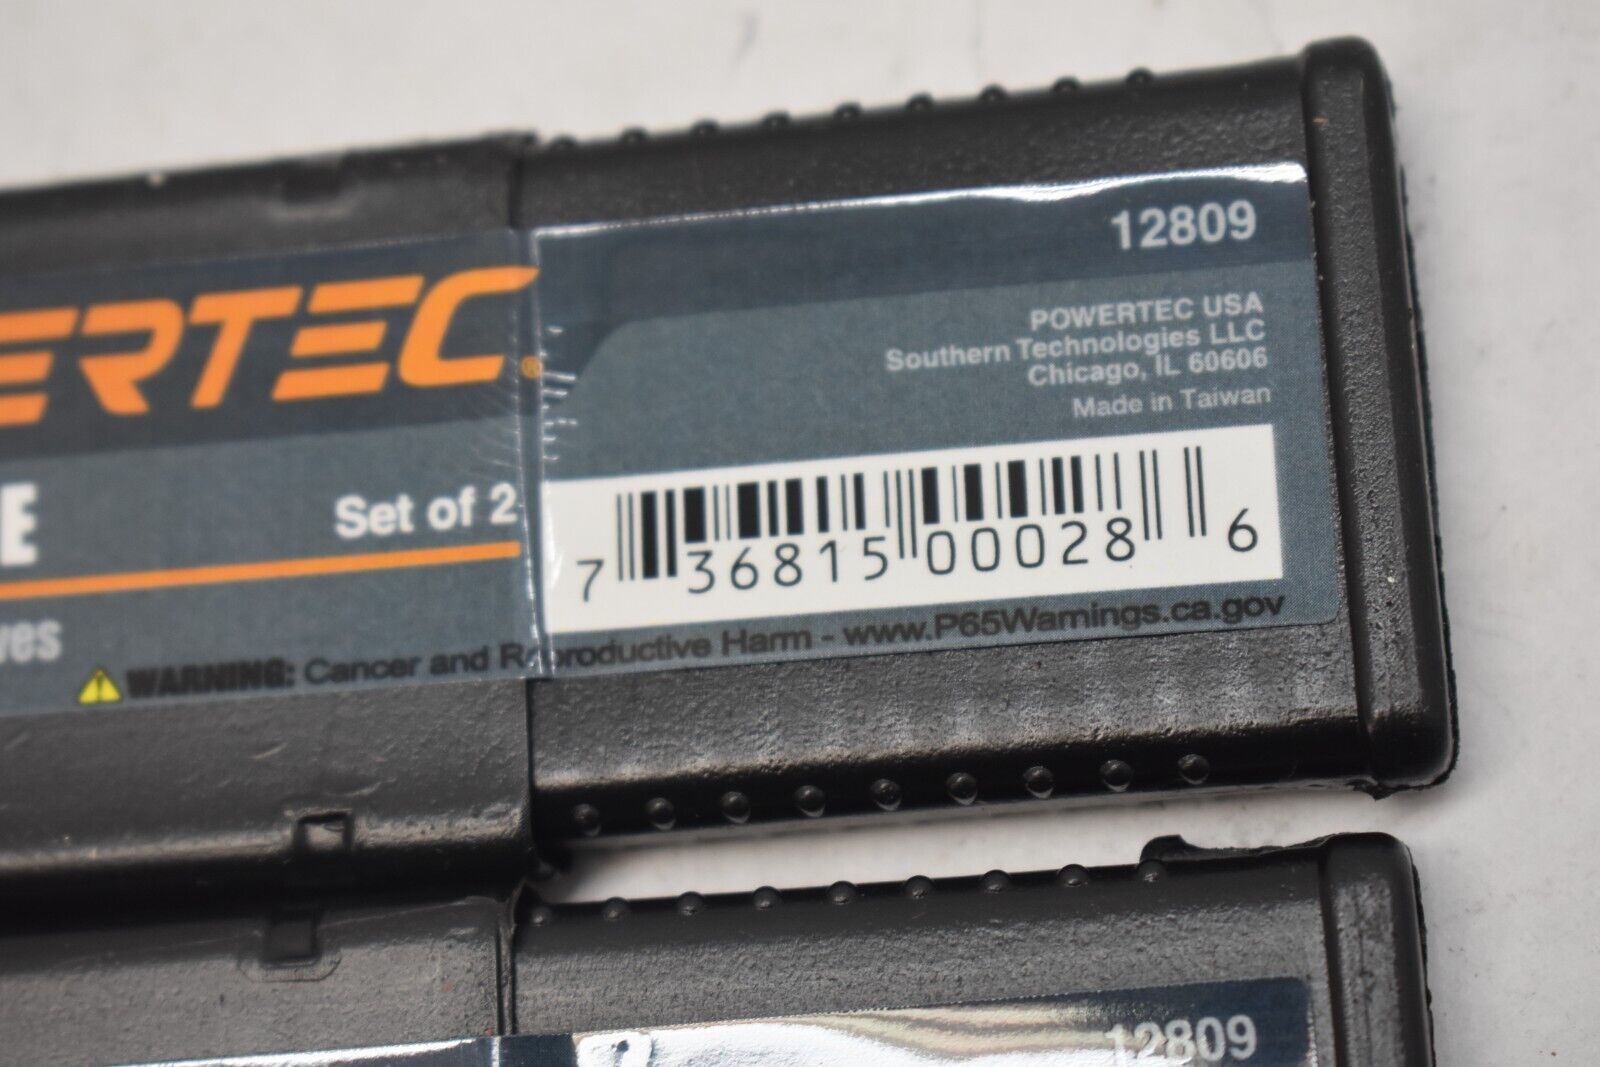 12809
ERTEC®
POWERTEC USA
Southern Technologies LLC
Chicago, IL 60606
Made in Taiwan
E
Set of 2
7 36815 00028 6
ves
WARNING: Cancer and Reproductive Harm - www.P65Warnings.ca.gov
12809